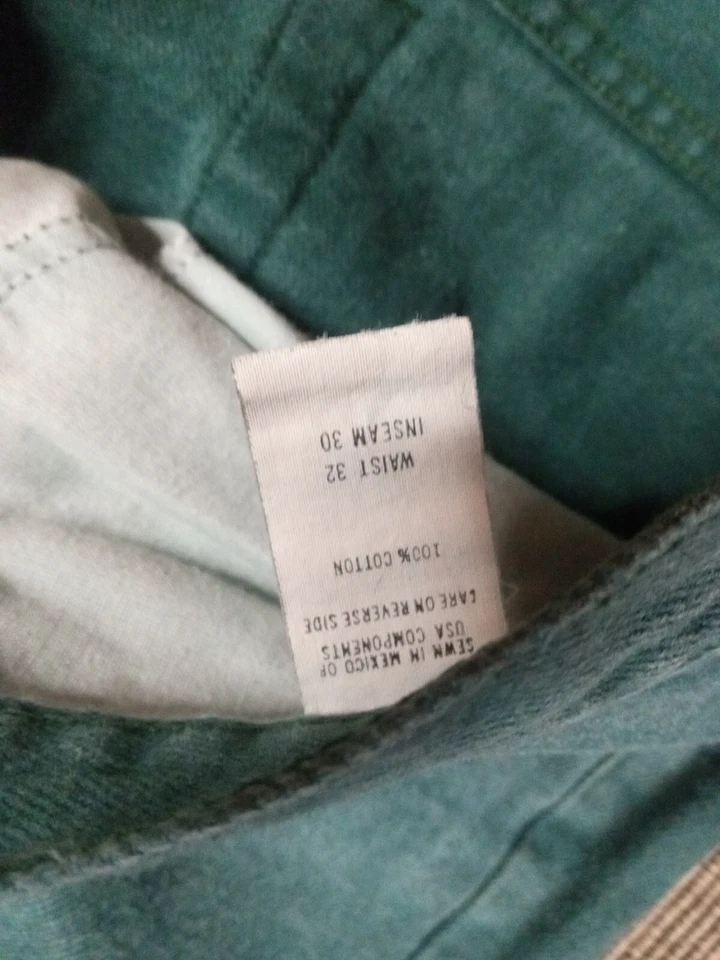 SEWN IN MEXICO OF
USA COMPONENTS
CARE ON REVERSE SIDE
100% COTTON
WAIST 32
INSEAM 30